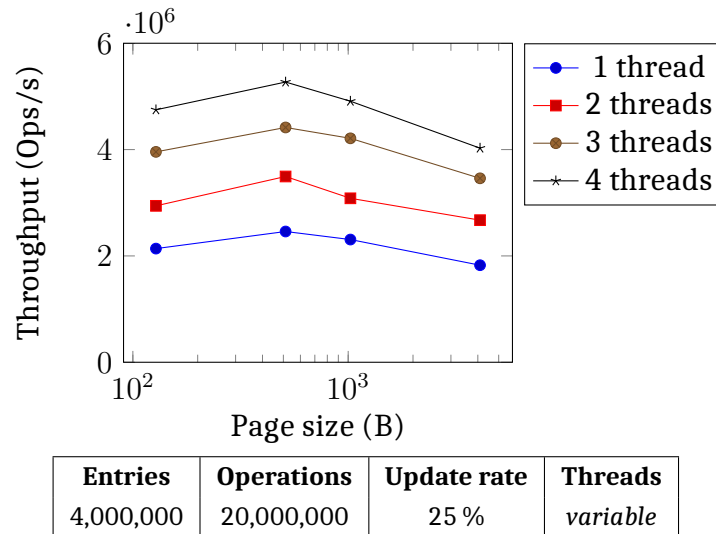 ·10^6
6
4
2
0
Throughput (Ops/s)
10^2
10^3
Page size (B)
1 thread
2 threads
3 threads
4 threads
Entries Operations Update rate Threads
4,000,000 20,000,000 25 % variable